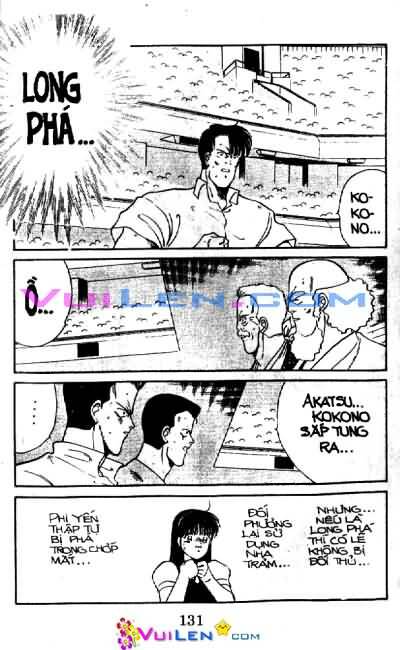 LONG
PHÁ...
KO-
KO-
NO...
Ồ...
VUILEN.COM
...
AKATSU...
KOKONO
SẮP TUNG
RA...
NHƯNG...
NẾU LÀ
LONG PHÁ
THÌ CÓ LẼ
KHÔNG BỊ
ĐỐI THỦ...
ĐỐI
PHƯƠNG
LẠI SỬ
DỤNG
NHA
TRẢM...
PHI YẾN
THẬP TỰ
BỊ PHÁ
TRONG CHỚP
MẮT...
131
VUILEN.COM